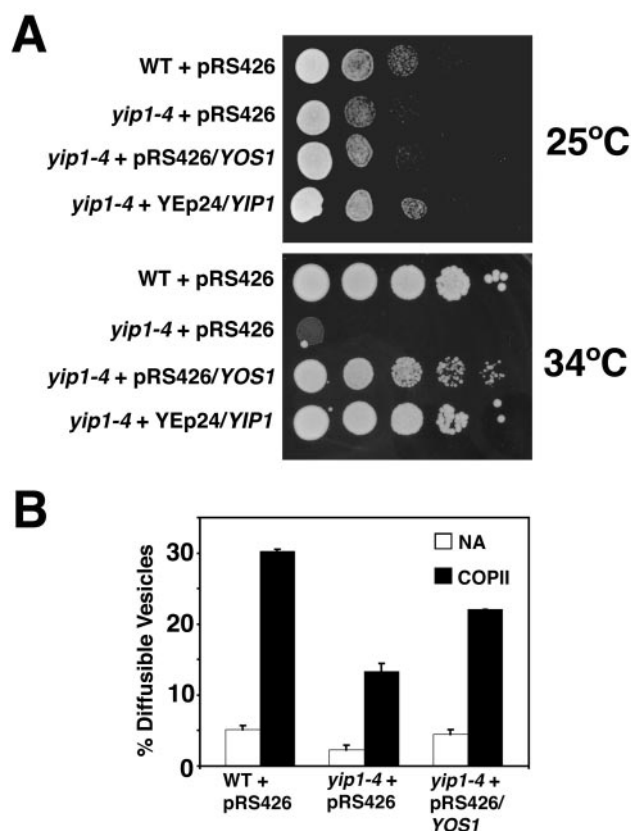 A
WT + pRS426
yip1-4 + pRS426
yip1-4 + pRS426/YOS1
yip1-4 + YEp24/YIP1
25°C
WT + pRS426
yip1-4 + pRS426
yip1-4 + pRS426/YOS1
yip1-4 + YEp24/YIP1
34°C
B
% Diffusible Vesicles
30
20
10
0
NA
COPII
WT +
pRS426
yip1-4 +
pRS426
yip1-4 +
pRS426/
YOS1